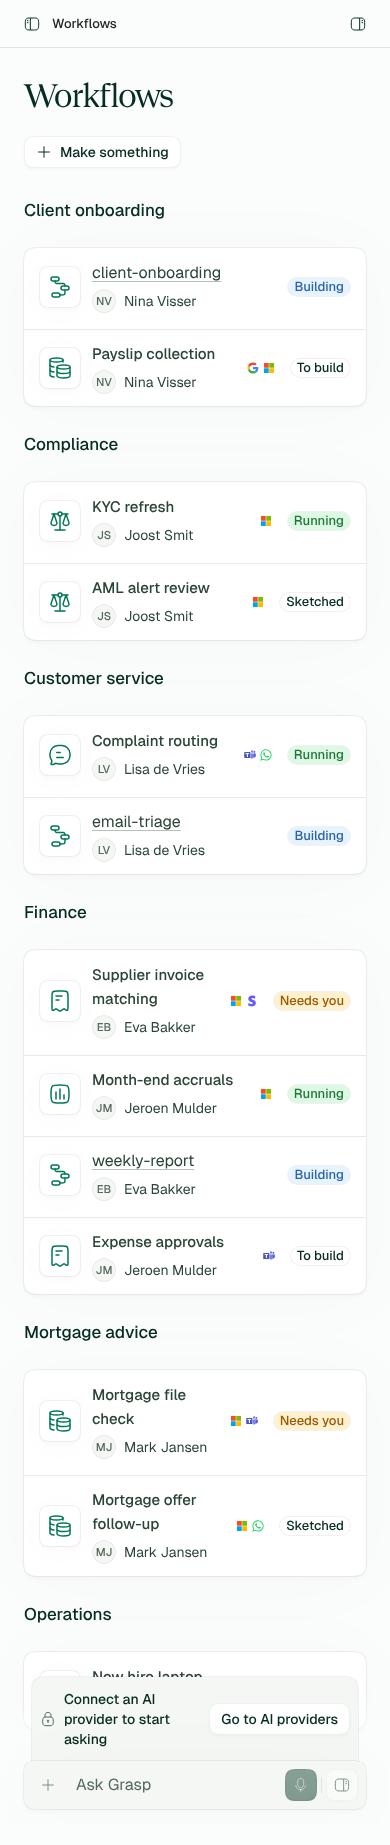 Workflows
Workflows
Make something
Client onboarding
client-onboarding
NV Nina Visser
Building
Payslip collection
NV Nina Visser
To build
Compliance
KYC refresh
JS Joost Smit
Running
AML alert review
JS Joost Smit
Sketched
Customer service
Complaint routing
LV Lisa de Vries
Running
email-triage
LV Lisa de Vries
Building
Finance
Supplier invoice
matching
EB Eva Bakker
Needs you
Month-end accruals
JM Jeroen Mulder
Running
weekly-report
EB Eva Bakker
Building
Expense approvals
JM Jeroen Mulder
To build
Mortgage advice
Mortgage file
check
MJ Mark Jansen
Needs you
Mortgage offer
follow-up
MJ Mark Jansen
Sketched
Operations
New hire laptop
Connect an AI
provider to start
asking
Go to AI providers
Ask Grasp